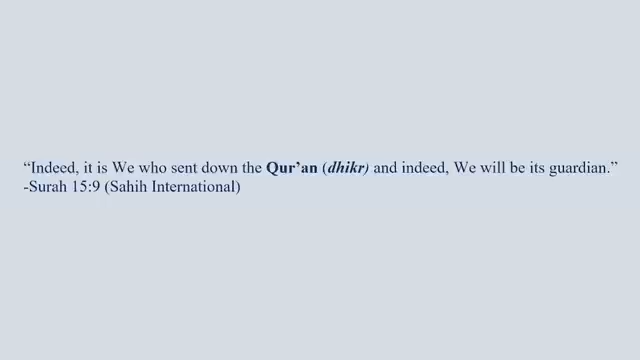 “Indeed, it is We who sent down the Qur’an (dhikr) and indeed, We will be its guardian.”
-Surah 15:9 (Sahih International)